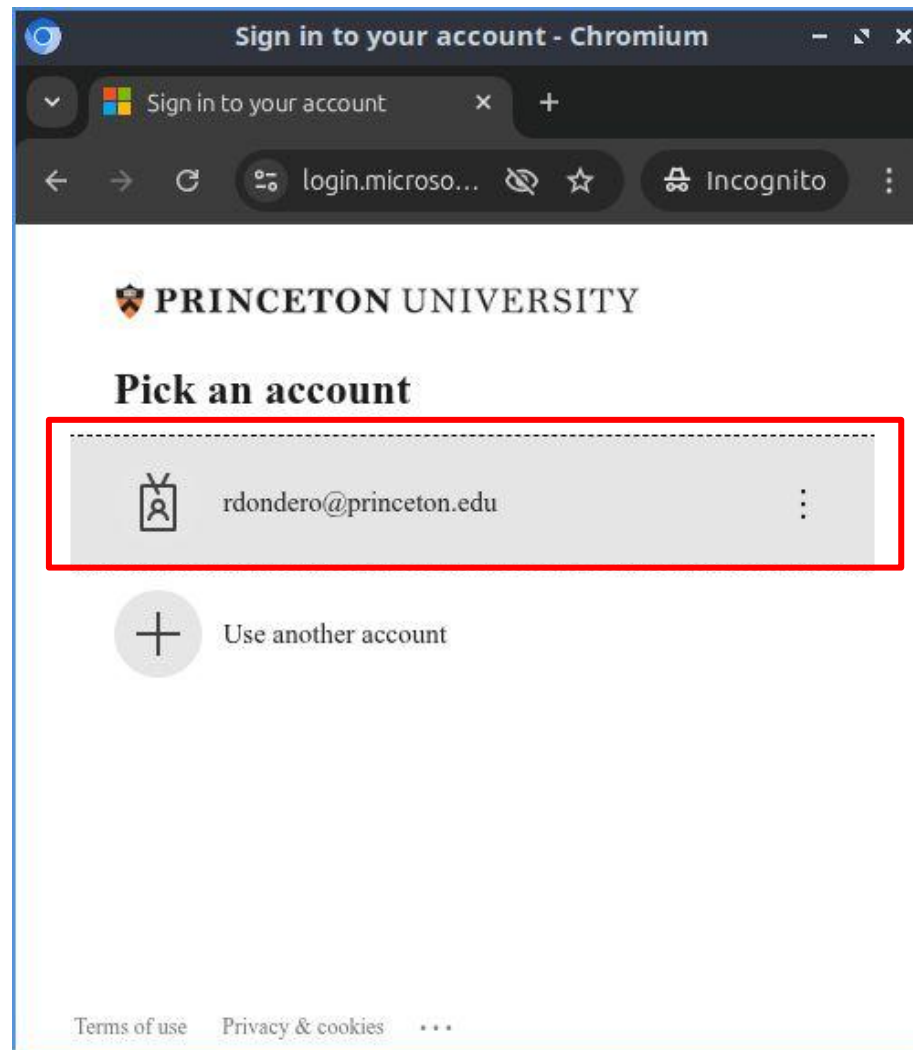 Sign in to your account - Chromium
Sign in to your account
login.microso... Incognito
PRINCETON UNIVERSITY
Pick an account
rdondero@princeton.edu
Use another account
Terms of use Privacy & cookies ...